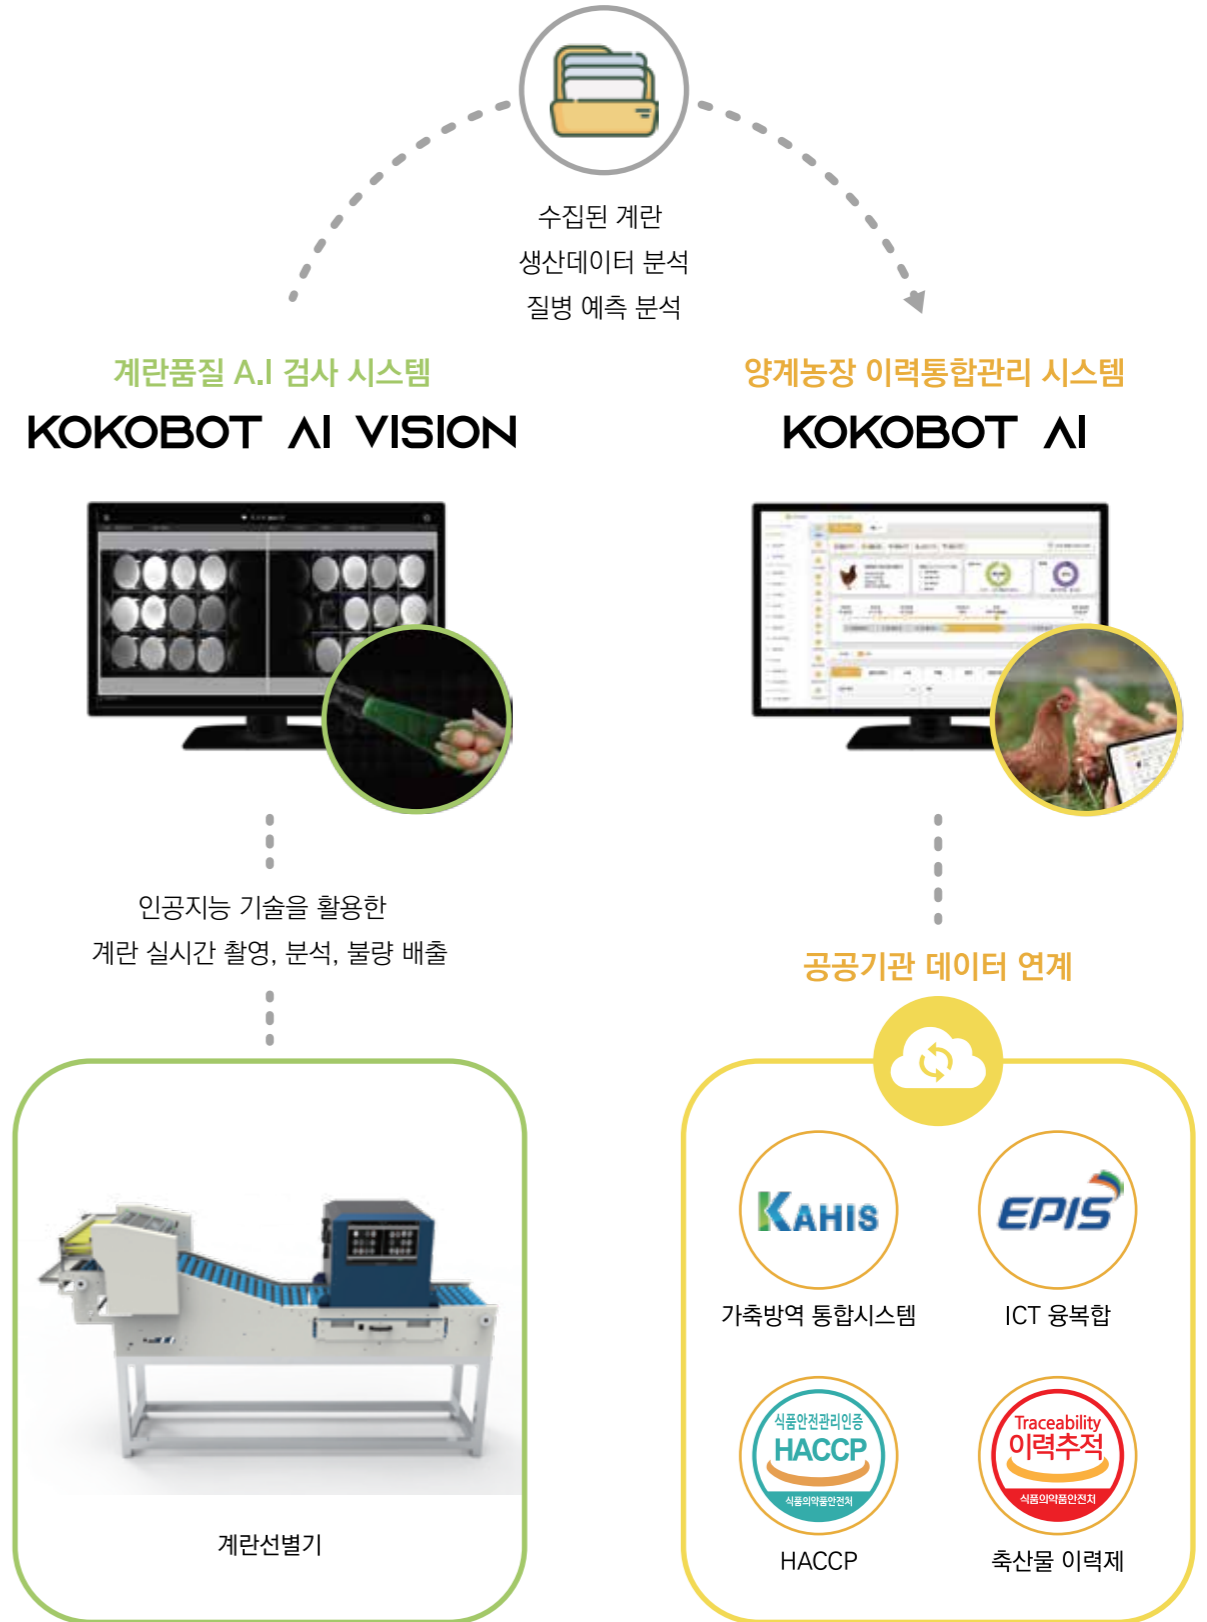 수집된 계란
생산데이터 분석
질병 예측 분석
계란품질 A.I 검사 시스템
KOKOBOT AI VISION
인공지능 기술을 활용한
계란 실시간 촬영, 분석, 불량 배출
계란선별기
양계농장 이력통합관리 시스템
KOKOBOT AI
공공기관 데이터 연계
KAHIS
가축방역 통합시스템
EPIS
ICT 융복합
식품안전관리인증
HACCP
식품의약품안전처
HACCP
Traceability
이력추적
식품의약품안전처
축산물 이력제